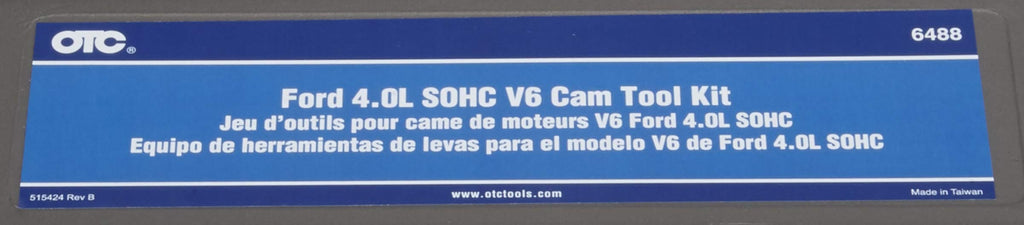 OTC® 6488
Ford 4.0L SOHC V6 Cam Tool Kit
Jeu d'outils pour came de moteurs V6 Ford 4.0L SOHC
Equipo de herramientas de levas para el modelo V6 de Ford 4.0L SOHC
515424 Rev B www.otctools.com Made in Taiwan